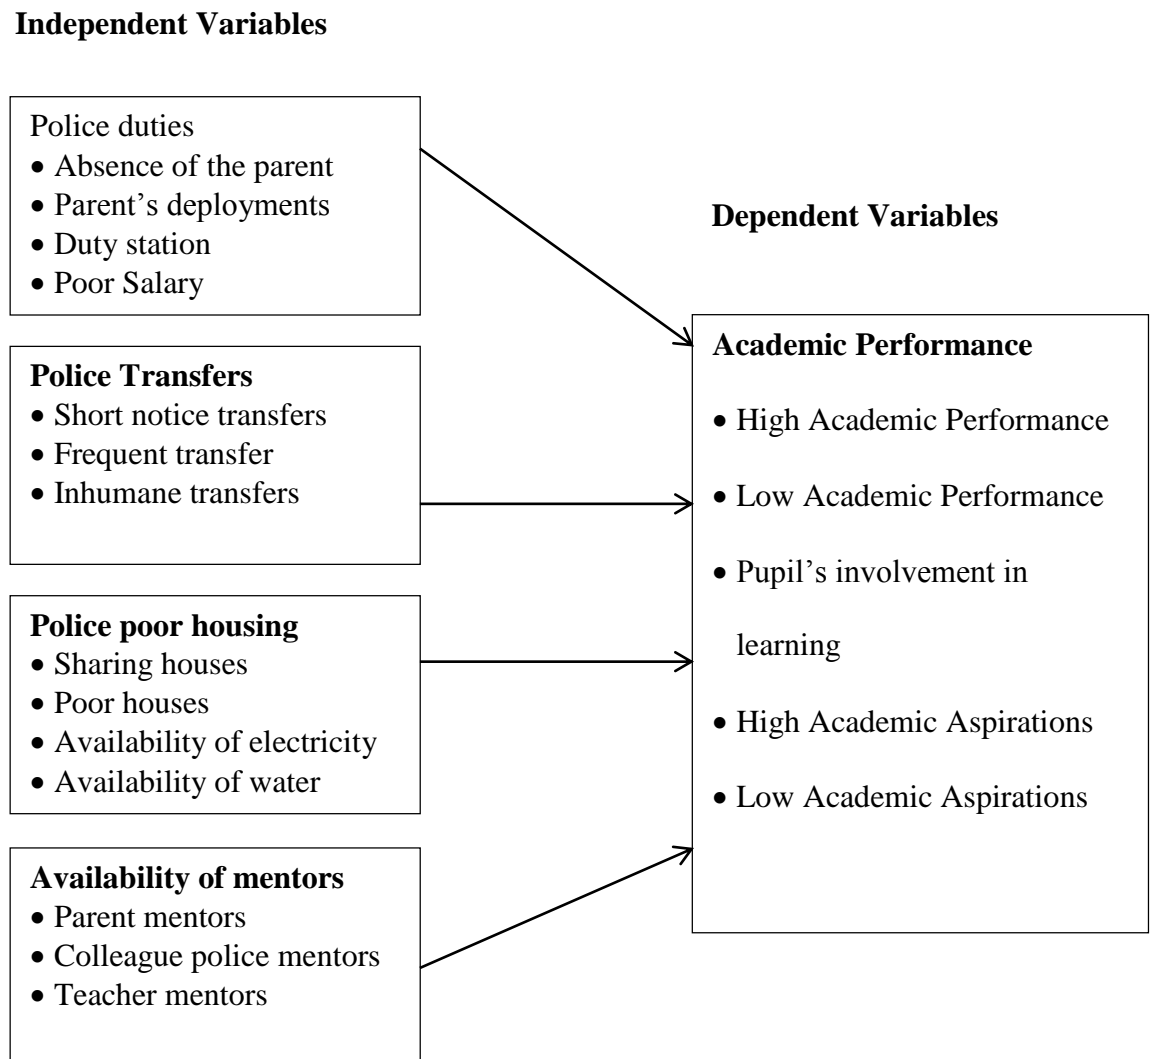 Independent Variables
Police duties
• Absence of the parent
• Parent’s deployments
• Duty station
• Poor Salary
Police Transfers
• Short notice transfers
• Frequent transfer
• Inhumane transfers
Police poor housing
• Sharing houses
• Poor houses
• Availability of electricity
• Availability of water
Availability of mentors
• Parent mentors
• Colleague police mentors
• Teacher mentors
Dependent Variables
Academic Performance
• High Academic Performance
• Low Academic Performance
• Pupil’s involvement in
learning
• High Academic Aspirations
• Low Academic Aspirations